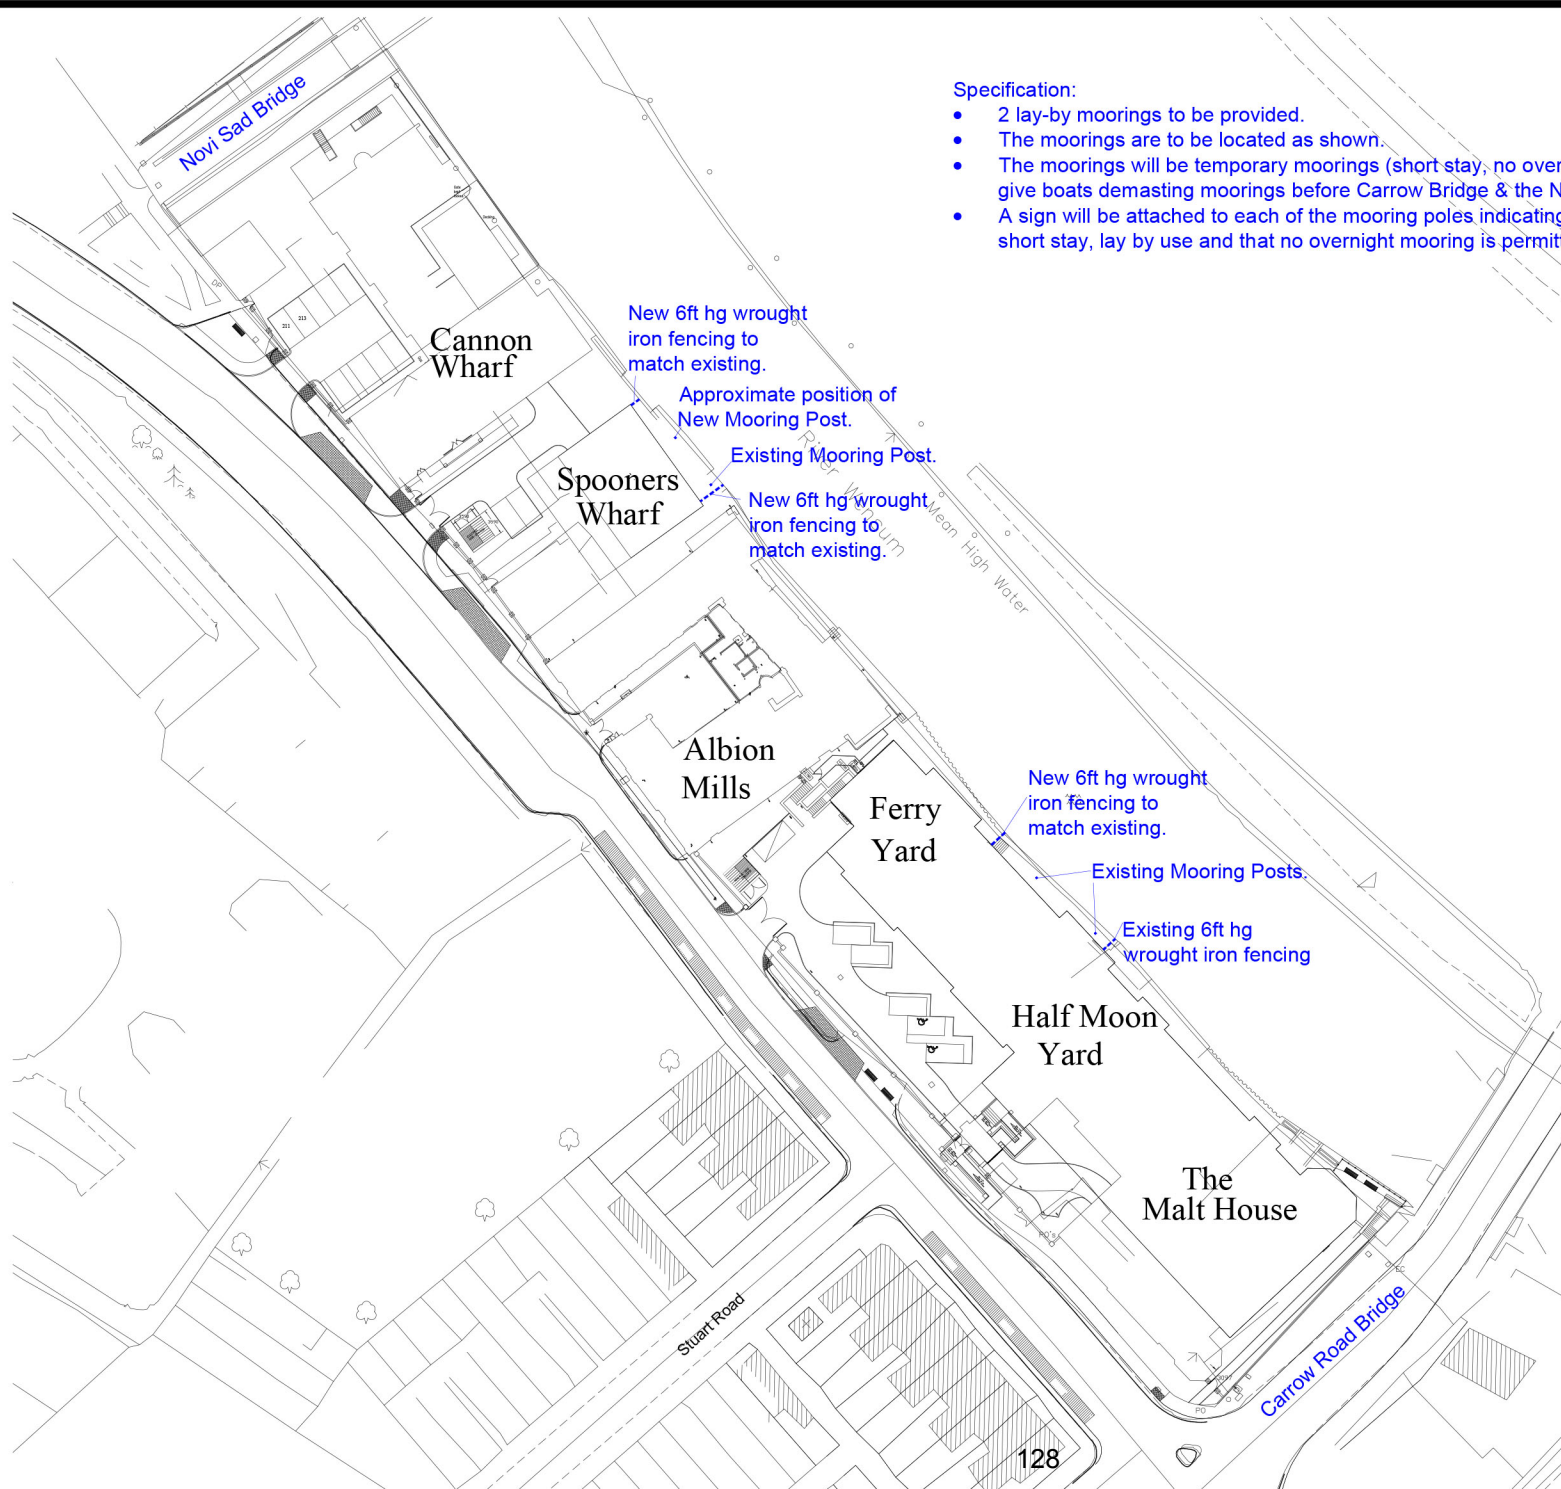 Novi Sad Bridge
Specification:
• 2 lay-by moorings to be provided.
• The moorings are to be located as shown.
• The moorings will be temporary moorings (short stay, no over
give boats demasting moorings before Carrow Bridge & the N
• A sign will be attached to each of the mooring poles indicating
short stay, lay by use and that no overnight mooring is permit
DP
211
213
Cannon
Wharf
New 6ft hg wrought
iron fencing to
match existing.
Approximate position of
New Mooring Post.
Existing Mooring Post.
River Wensum
Mean High Water
Spooners
Wharf
New 6ft hg wrought
iron fencing to
match existing.
Albion
Mills
Ferry
Yard
New 6ft hg wrought
iron fencing to
match existing.
Existing Mooring Posts.
Existing 6ft hg
wrought iron fencing
Half Moon
Yard
The
Malt House
PO's
EC
Stuart Road
Carrow Road Bridge
PO
128